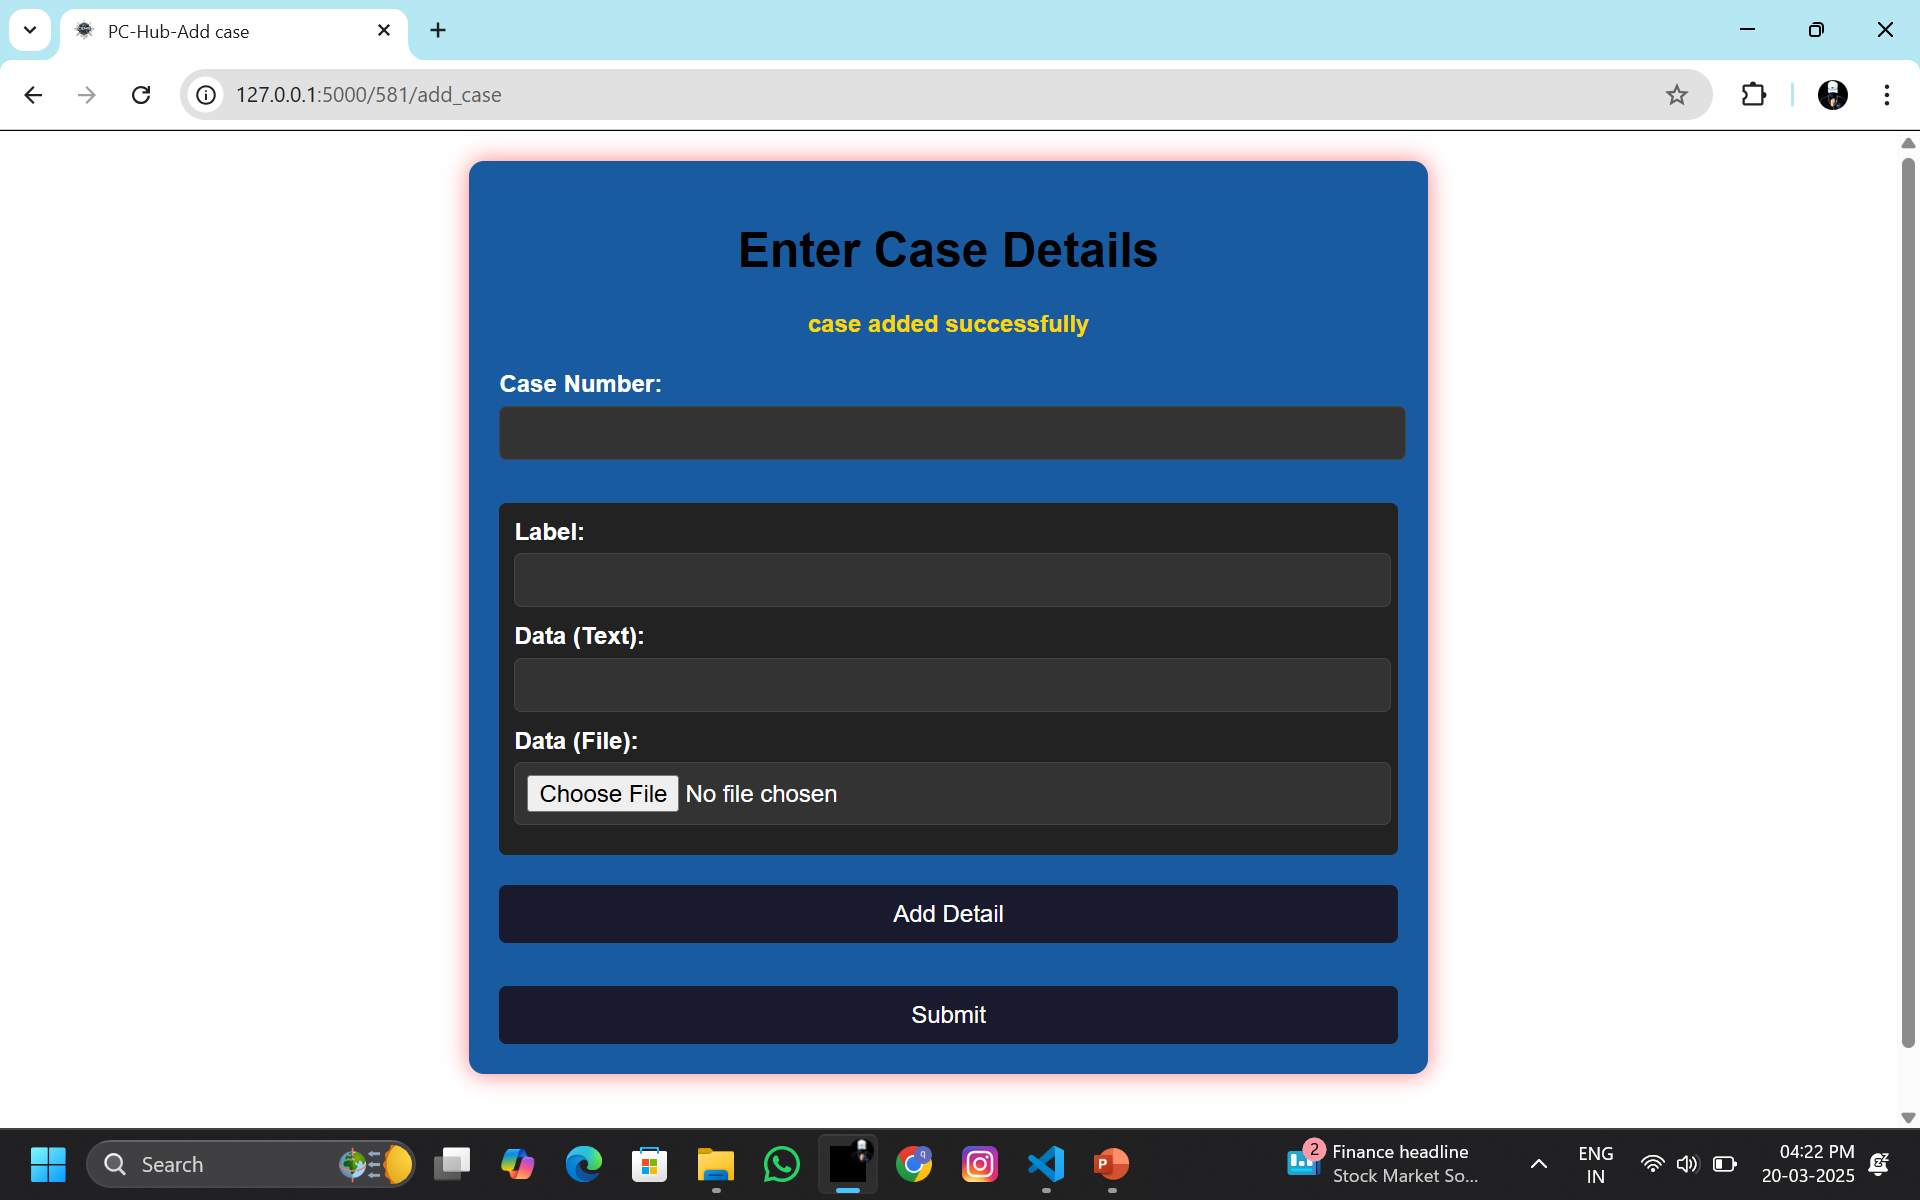 PC-Hub-Add case
127.0.0.1:5000/581/add_case
Enter Case Details
case added successfully
Case Number:
Label:
Data (Text):
Data (File):
Choose File No file chosen
Add Detail
Submit
Search
2
Finance headline
Stock Market So...
ENG
IN
04:22 PM
20-03-2025